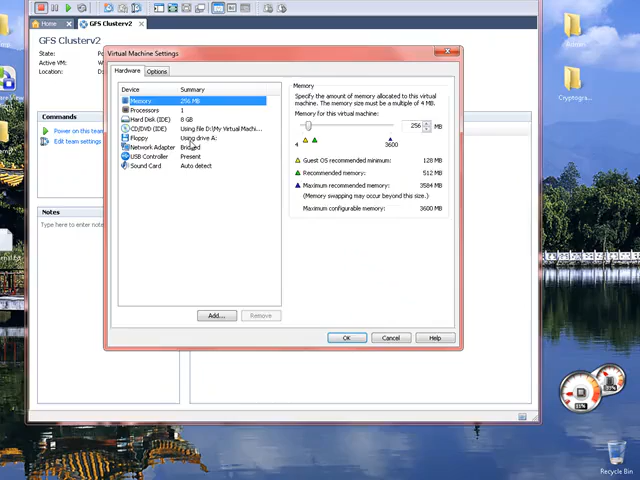 Home
GFS Clusterv2
GFS Clusterv2
State:
Active VM:
Location:
Commands
Power on this team
Edit team settings
Notes
Type here to enter notes
Virtual Machine Settings
Hardware
Options
Device Summary
Memory 256 MB
Processors 1
Hard Disk (IDE) 8 GB
CD/DVD (IDE) Using file D:\My Virtual Machi...
Floppy Using drive A:
Network Adapter Bridged
USB Controller Present
Sound Card Auto detect
Add...
Remove
Memory
Specify the amount of memory allocated to this virtual
machine. The memory size must be a multiple of 4 MB.
Memory for this virtual machine:
256 MB
4 3600
Guest OS recommended minimum: 128 MB
Recommended memory: 512 MB
Maximum recommended memory: 3584 MB
(Memory swapping may occur beyond this size.)
Maximum configurable memory: 3600 MB
OK
Cancel
Help
Admin
Cryptogra...
Recycle Bin